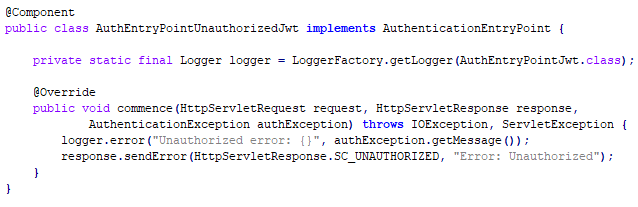 @Component
public class AuthEntryPointUnauthorizedJwt implements AuthenticationEntryPoint {
private static final Logger logger = LoggerFactory.getLogger(AuthEntryPointJwt.class);
@Override
public void commence(HttpServletRequest request, HttpServletResponse response,
AuthenticationException authException) throws IOException, ServletException {
logger.error("Unauthorized error: {}", authException.getMessage());
response.sendError(HttpServletResponse.SC_UNAUTHORIZED, "Error: Unauthorized");
}
}